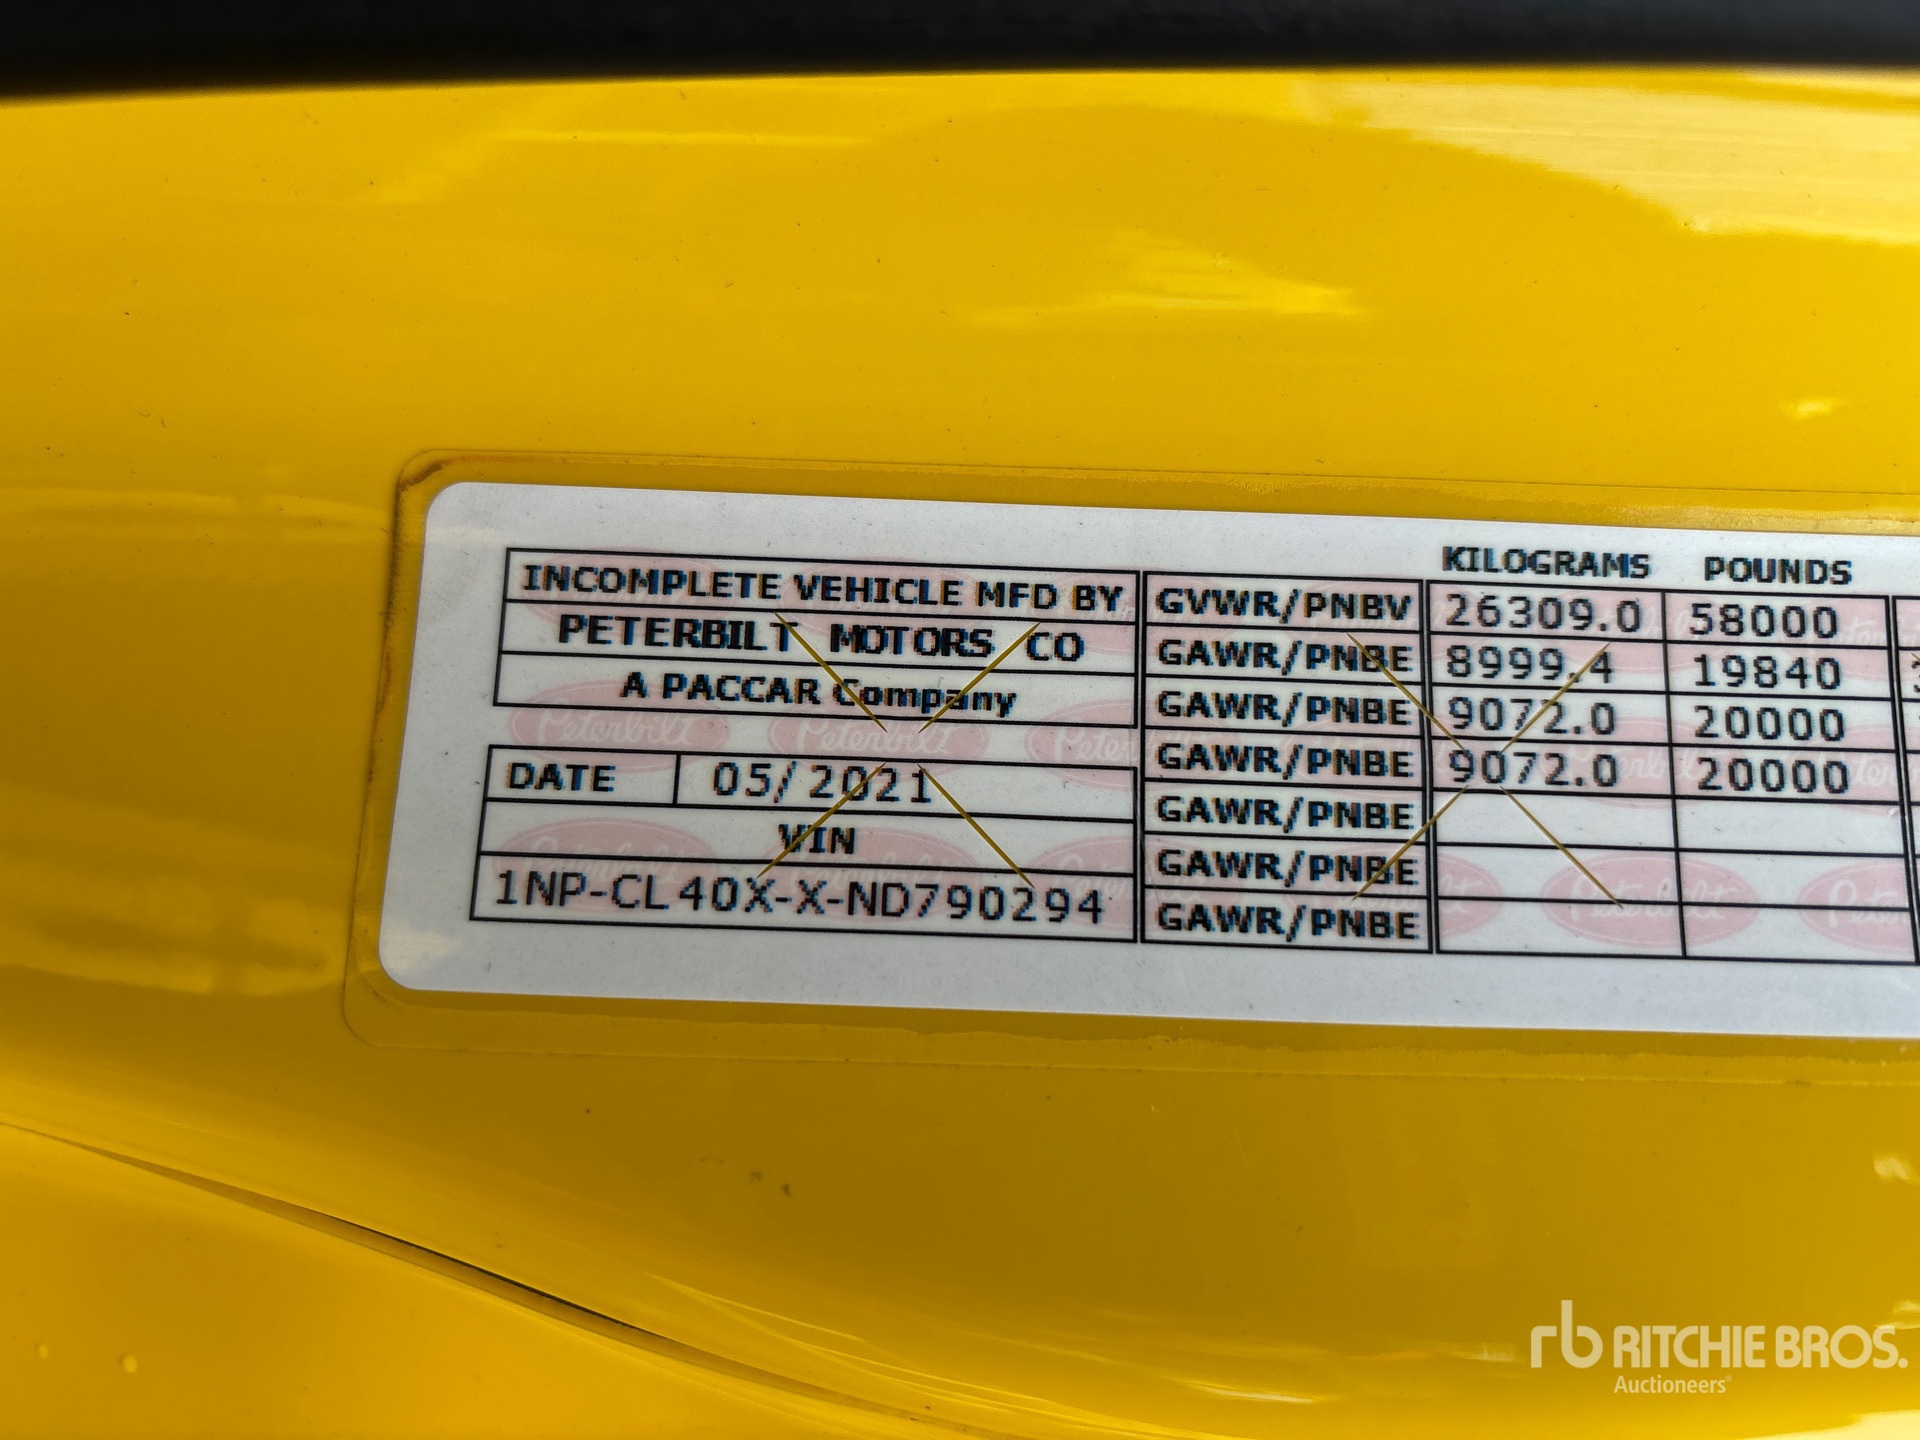 KILOGRAMS POUNDS
INCOMPLETE VEHICLE MFD BY GVWR/PNBV 26309.0 58000
PETERBILT MOTORS CO GAWR/PNBE 8999.4 19840
A PACCAR Company GAWR/PNBE 9072.0 20000
DATE 05/2021 GAWR/PNBE 9072.0 20000
GAWR/PNBE
VIN GAWR/PNBE
1NP-CL40X-X-ND790294 GAWR/PNBE
rb RITCHIE BROS.
Auctioneers